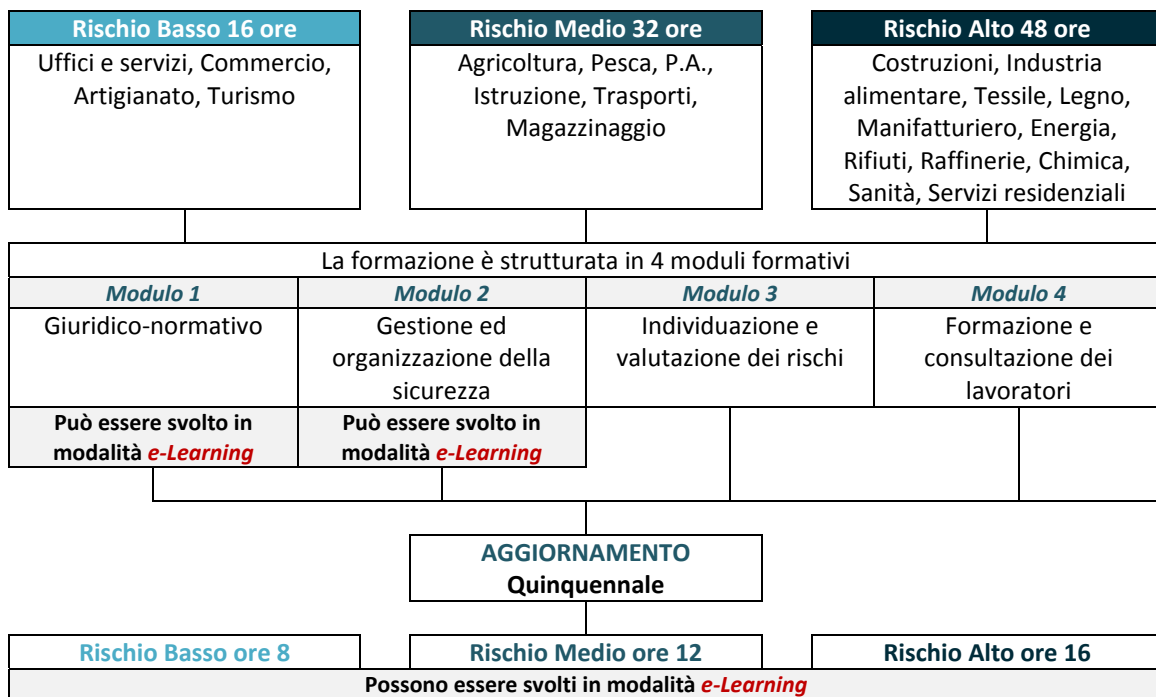 Rischio Basso 16 ore
Uffici e servizi, Commercio,
Artigianato, Turismo
Rischio Medio 32 ore
Agricoltura, Pesca, P.A.,
Istruzione, Trasporti,
Magazzinaggio
Rischio Alto 48 ore
Costruzioni, Industria
alimentare, Tessile, Legno,
Manifatturiero, Energia,
Rifiuti, Raffinerie, Chimica,
Sanità, Servizi residenziali
La formazione è strutturata in 4 moduli formativi
Modulo 1
Giuridico-normativo
Può essere svolto in
modalità e-Learning
Modulo 2
Gestione ed
organizzazione della
sicurezza
Può essere svolto in
modalità e-Learning
Modulo 3
Individuazione e
valutazione dei rischi
Modulo 4
Formazione e
consultazione dei
lavoratori
AGGIORNAMENTO
Quinquennale
Rischio Basso ore 8
Rischio Medio ore 12
Rischio Alto ore 16
Possono essere svolti in modalità e-Learning